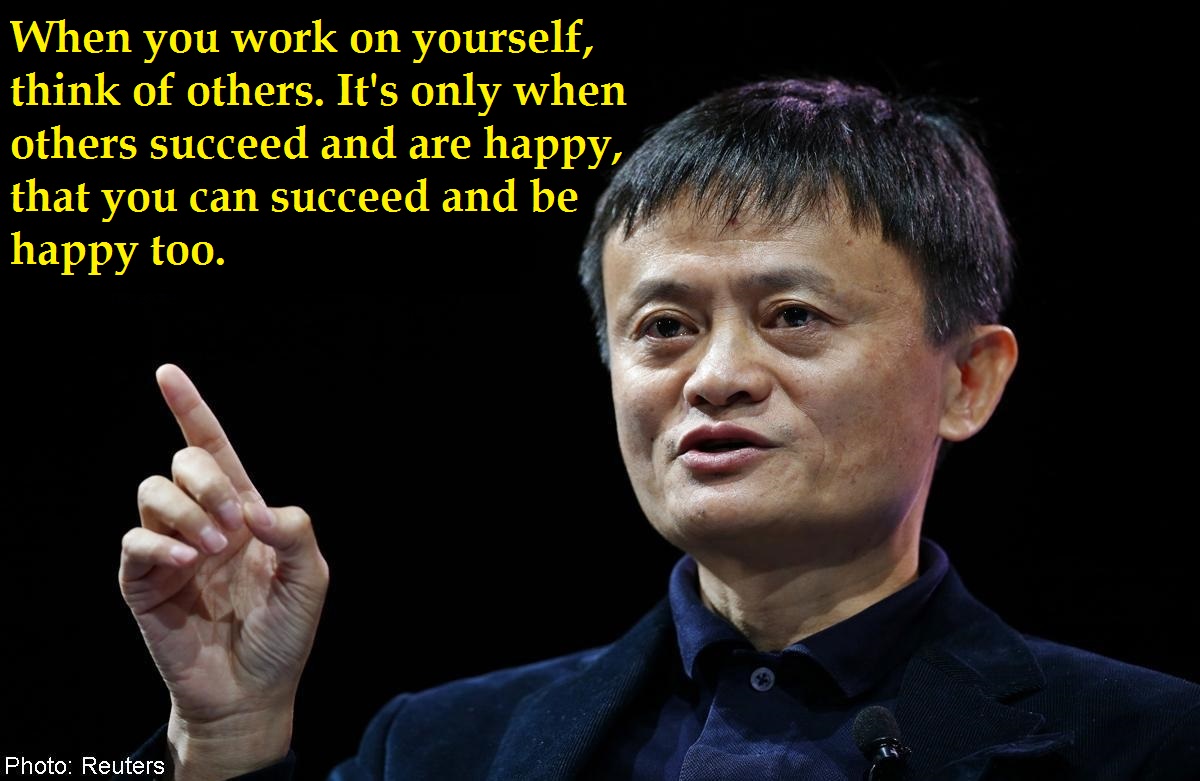 When you work on yourself,
think of others. It's only when
others succeed and are happy,
that you can succeed and be
happy too.
Photo: Reuters